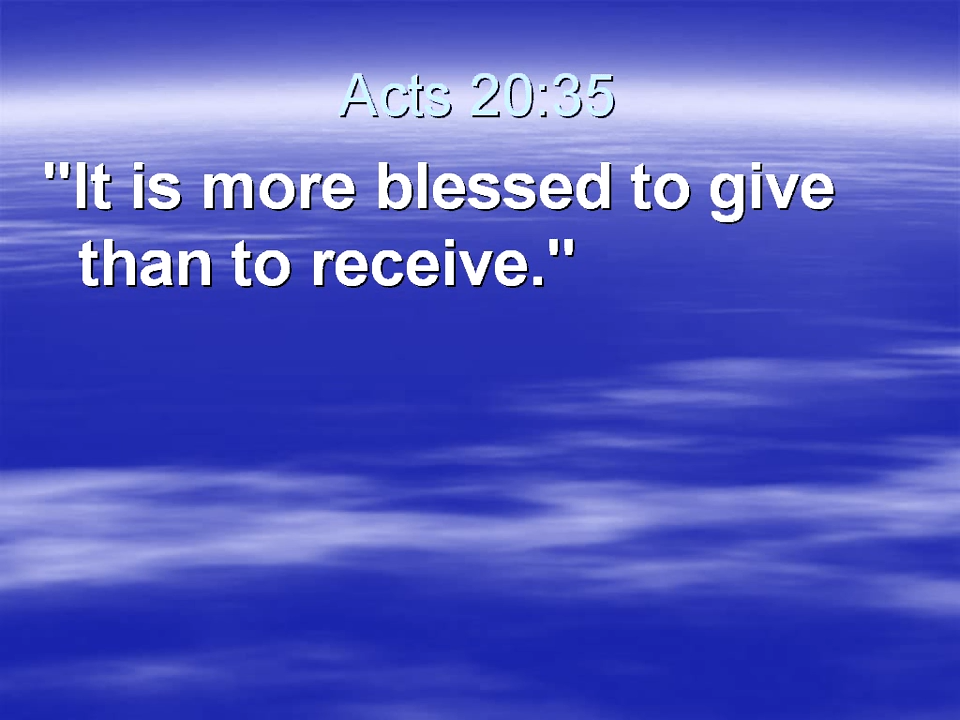 Acts 20:35
"It is more blessed to give
than to receive."